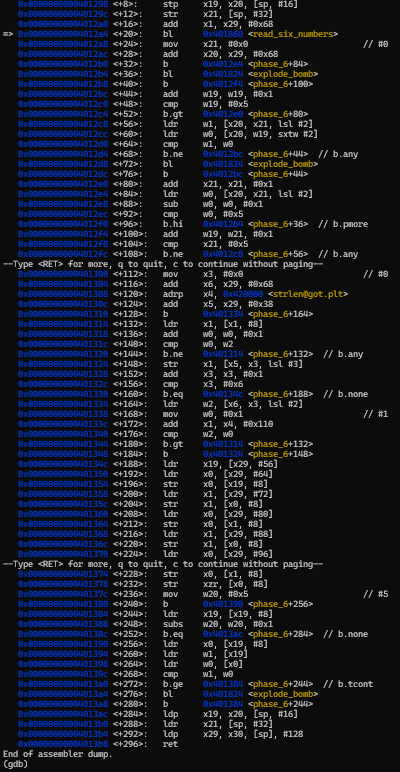 0x0000000000401298 <+8>: stp x19, x20, [sp, #16]
0x000000000040129c <+12>: str x21, [sp, #32]
0x00000000004012a0 <+16>: add x1, x29, #0x68
=> 0x00000000004012a4 <+20>: bl 0x401860 <read_six_numbers>
0x00000000004012a8 <+24>: mov x21, #0x0 // #0
0x00000000004012ac <+28>: add x20, x29, #0x68
0x00000000004012b0 <+32>: b 0x4012e4 <phase_6+84>
0x00000000004012b4 <+36>: bl 0x401824 <explode_bomb>
0x00000000004012b8 <+40>: b 0x4012f4 <phase_6+100>
0x00000000004012bc <+44>: add w19, w19, #0x1
0x00000000004012c0 <+48>: cmp w19, #0x5
0x00000000004012c4 <+52>: b.gt 0x4012e0 <phase_6+80>
0x00000000004012c8 <+56>: ldr w1, [x20, x21, lsl #2]
0x00000000004012cc <+60>: ldr w0, [x20, w19, sxtw #2]
0x00000000004012d0 <+64>: cmp w1, w0
0x00000000004012d4 <+68>: b.ne 0x4012bc <phase_6+44> // b.any
0x00000000004012d8 <+72>: bl 0x401824 <explode_bomb>
0x00000000004012dc <+76>: b 0x4012bc <phase_6+44>
0x00000000004012e0 <+80>: add x21, x21, #0x1
0x00000000004012e4 <+84>: ldr w0, [x20, x21, lsl #2]
0x00000000004012e8 <+88>: sub w0, w0, #0x1
0x00000000004012ec <+92>: cmp w0, #0x5
0x00000000004012f0 <+96>: b.hi 0x4012b4 <phase_6+36> // b.pmore
0x00000000004012f4 <+100>: add w19, w21, #0x1
0x00000000004012f8 <+104>: cmp x21, #0x5
0x00000000004012fc <+108>: b.ne 0x4012c8 <phase_6+56> // b.any
--Type <RET> for more, q to quit, c to continue without paging--
0x0000000000401300 <+112>: mov x3, #0x0 // #0
0x0000000000401304 <+116>: add x6, x29, #0x68
0x0000000000401308 <+120>: adrp x4, 0x420000 <strlen@got.plt>
0x000000000040130c <+124>: add x5, x29, #0x38
0x0000000000401310 <+128>: b 0x401334 <phase_6+164>
0x0000000000401314 <+132>: ldr x1, [x1, #8]
0x0000000000401318 <+136>: add w0, w0, #0x1
0x000000000040131c <+140>: cmp w0, w2
0x0000000000401320 <+144>: b.ne 0x401314 <phase_6+132> // b.any
0x0000000000401324 <+148>: str x1, [x5, x3, lsl #3]
0x0000000000401328 <+152>: add x3, x3, #0x1
0x000000000040132c <+156>: cmp x3, #0x6
0x0000000000401330 <+160>: b.eq 0x40134c <phase_6+188> // b.none
0x0000000000401334 <+164>: ldr w2, [x6, x3, lsl #2]
0x0000000000401338 <+168>: mov w0, #0x1 // #1
0x000000000040133c <+172>: add x1, x4, #0x110
0x0000000000401340 <+176>: cmp w2, w0
0x0000000000401344 <+180>: b.gt 0x401314 <phase_6+132>
0x0000000000401348 <+184>: b 0x401324 <phase_6+148>
0x000000000040134c <+188>: ldr x19, [x29, #56]
0x0000000000401350 <+192>: ldr x0, [x29, #64]
0x0000000000401354 <+196>: str x0, [x19, #8]
0x0000000000401358 <+200>: ldr x1, [x29, #72]
0x000000000040135c <+204>: str x1, [x0, #8]
0x0000000000401360 <+208>: ldr x0, [x29, #80]
0x0000000000401364 <+212>: str x0, [x1, #8]
0x0000000000401368 <+216>: ldr x1, [x29, #88]
0x000000000040136c <+220>: str x1, [x0, #8]
0x0000000000401370 <+224>: ldr x0, [x29, #96]
--Type <RET> for more, q to quit, c to continue without paging--
0x0000000000401374 <+228>: str x0, [x1, #8]
0x0000000000401378 <+232>: str xzr, [x0, #8]
0x000000000040137c <+236>: mov w20, #0x5 // #5
0x0000000000401380 <+240>: b 0x401390 <phase_6+256>
0x0000000000401384 <+244>: ldr x19, [x19, #8]
0x0000000000401388 <+248>: subs w20, w20, #0x1
0x000000000040138c <+252>: b.eq 0x4013ac <phase_6+284> // b.none
0x0000000000401390 <+256>: ldr x0, [x19, #8]
0x0000000000401394 <+260>: ldr w1, [x19]
0x0000000000401398 <+264>: ldr w0, [x0]
0x000000000040139c <+268>: cmp w1, w0
0x00000000004013a0 <+272>: b.ge 0x401384 <phase_6+244> // b.tcont
0x00000000004013a4 <+276>: bl 0x401824 <explode_bomb>
0x00000000004013a8 <+280>: b 0x401384 <phase_6+244>
0x00000000004013ac <+284>: ldp x19, x20, [sp, #16]
0x00000000004013b0 <+288>: ldr x21, [sp, #32]
0x00000000004013b4 <+292>: ldp x29, x30, [sp], #128
0x00000000004013b8 <+296>: ret
End of assembler dump.
(gdb)